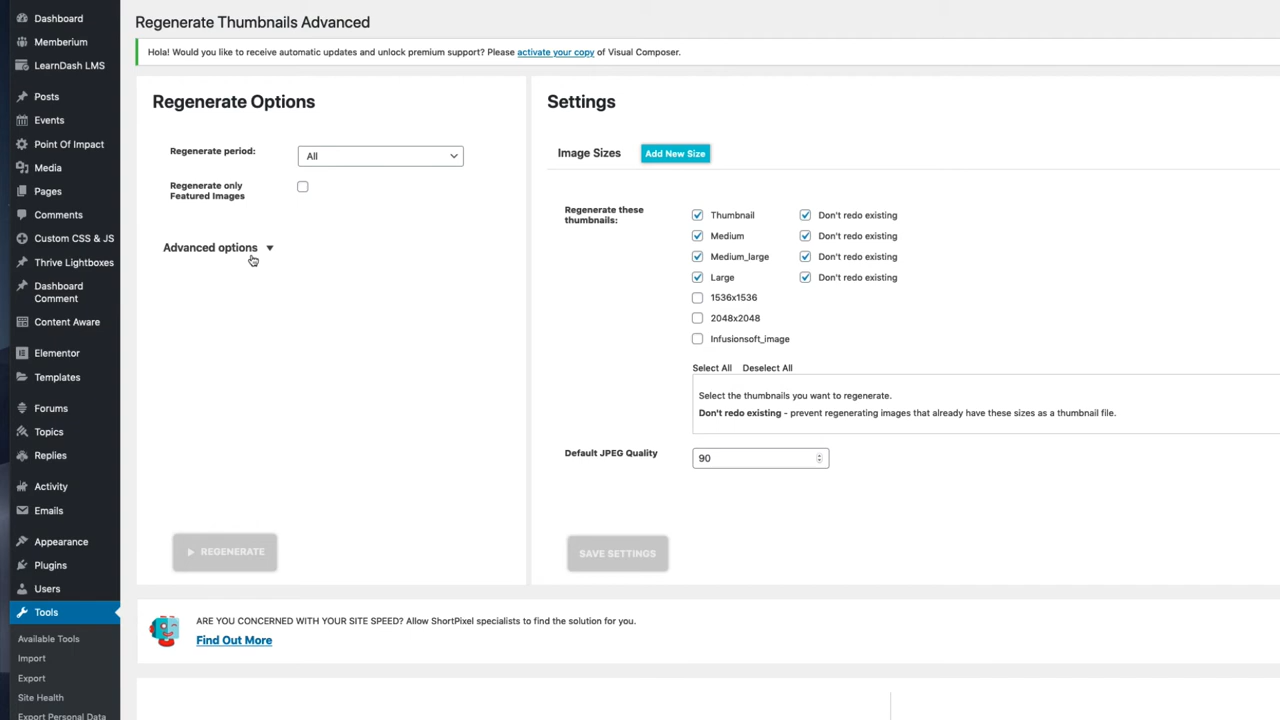 Dashboard
Memberium
LearnDash LMS
Posts
Events
Point Of Impact
Media
Pages
Comments
Custom CSS & JS
Thrive Lightboxes
Dashboard
Comment
Content Aware
Elementor
Templates
Forums
Topics
Replies
Activity
Emails
Appearance
Plugins
Users
Tools
Available Tools
Import
Export
Site Health
Export Personal Data
Regenerate Thumbnails Advanced
Hola! Would you like to receive automatic updates and unlock premium support? Please activate your copy of Visual Composer.
Regenerate Options
Regenerate period:
All
Regenerate only
Featured Images
Advanced options
REGENERATE
Settings
Image Sizes
Add New Size
Regenerate these
thumbnails:
Thumbnail Don't redo existing
Medium Don't redo existing
Medium_large Don't redo existing
Large Don't redo existing
1536x1536
2048x2048
Infusionsoft_image
Select All Deselect All
Select the thumbnails you want to regenerate.
Don't redo existing - prevent regenerating images that already have these sizes as a thumbnail file.
Default JPEG Quality
90
SAVE SETTINGS
ARE YOU CONCERNED WITH YOUR SITE SPEED? Allow ShortPixel specialists to find the solution for you.
Find Out More